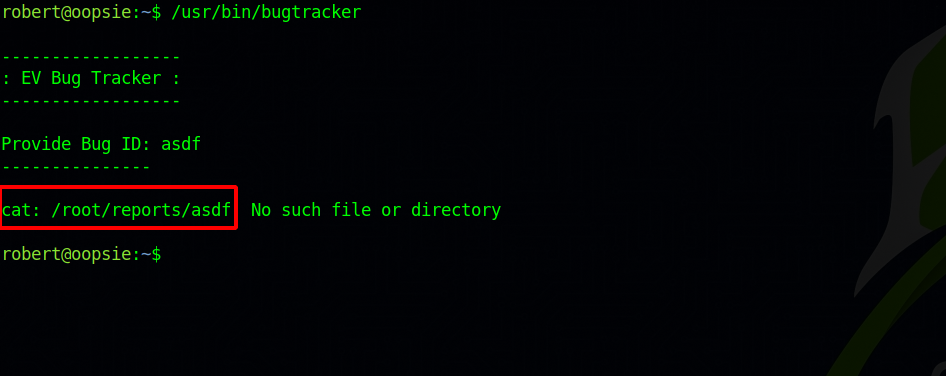 robert@oopsie:~$ /usr/bin/bugtracker
------------------
: EV Bug Tracker :
------------------
Provide Bug ID: asdf
---------------
cat: /root/reports/asdf No such file or directory
robert@oopsie:~$